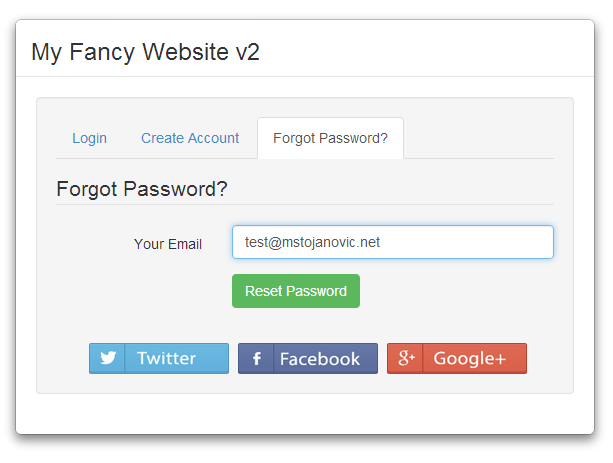 My Fancy Website v2
Login Create Account Forgot Password?
Forgot Password?
Your Email test@mstojanovic.net
Reset Password
Twitter Facebook Google+